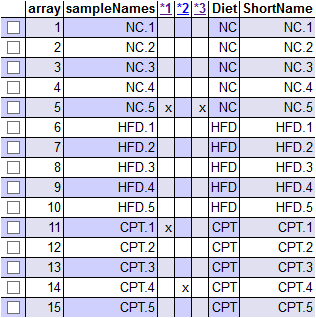 array sampleNames *1 *2 *3 Diet ShortName
1 NC.1 NC NC.1
2 NC.2 NC NC.2
3 NC.3 NC NC.3
4 NC.4 NC NC.4
5 NC.5 x x NC NC.5
6 HFD.1 HFD HFD.1
7 HFD.2 HFD HFD.2
8 HFD.3 HFD HFD.3
9 HFD.4 HFD HFD.4
10 HFD.5 HFD HFD.5
11 CPT.1 x CPT CPT.1
12 CPT.2 CPT CPT.2
13 CPT.3 CPT CPT.3
14 CPT.4 x CPT CPT.4
15 CPT.5 CPT CPT.5